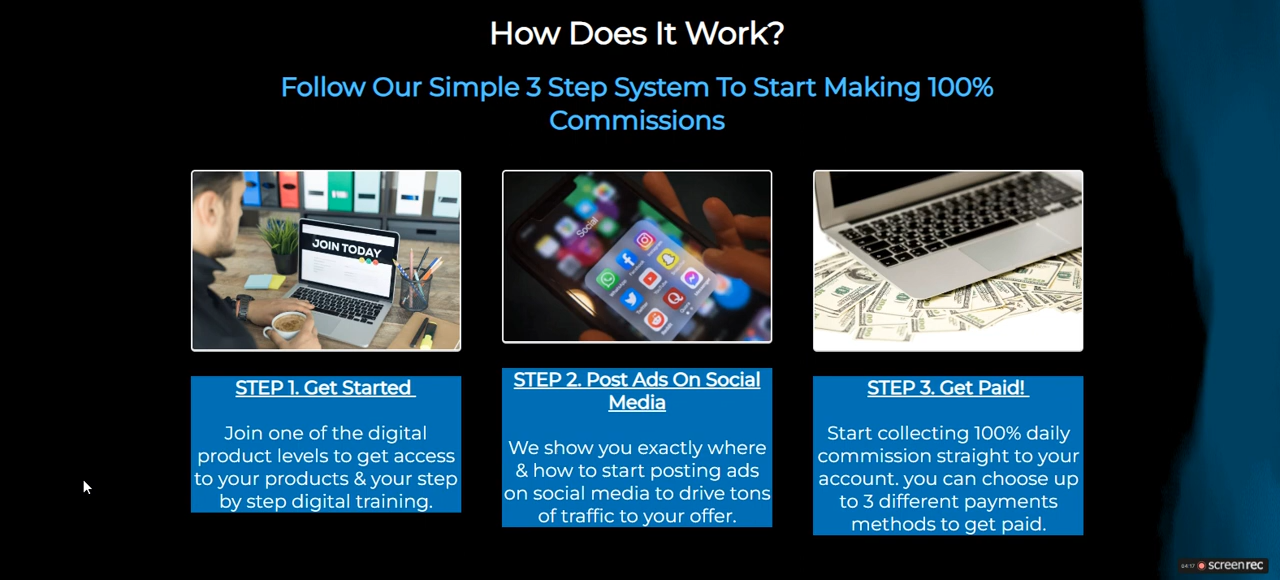 How Does It Work?
Follow Our Simple 3 Step System To Start Making 100%
Commissions
JOIN TODAY
Social
STEP 1. Get Started
Join one of the digital
product levels to get access
to your products & your step
by step digital training.
STEP 2. Post Ads On Social
Media
We show you exactly where
& how to start posting ads
on social media to drive tons
of traffic to your offer.
STEP 3. Get Paid!
Start collecting 100% daily
commission straight to your
account. you can choose up
to 3 different payments
methods to get paid.
04:17 screenrec